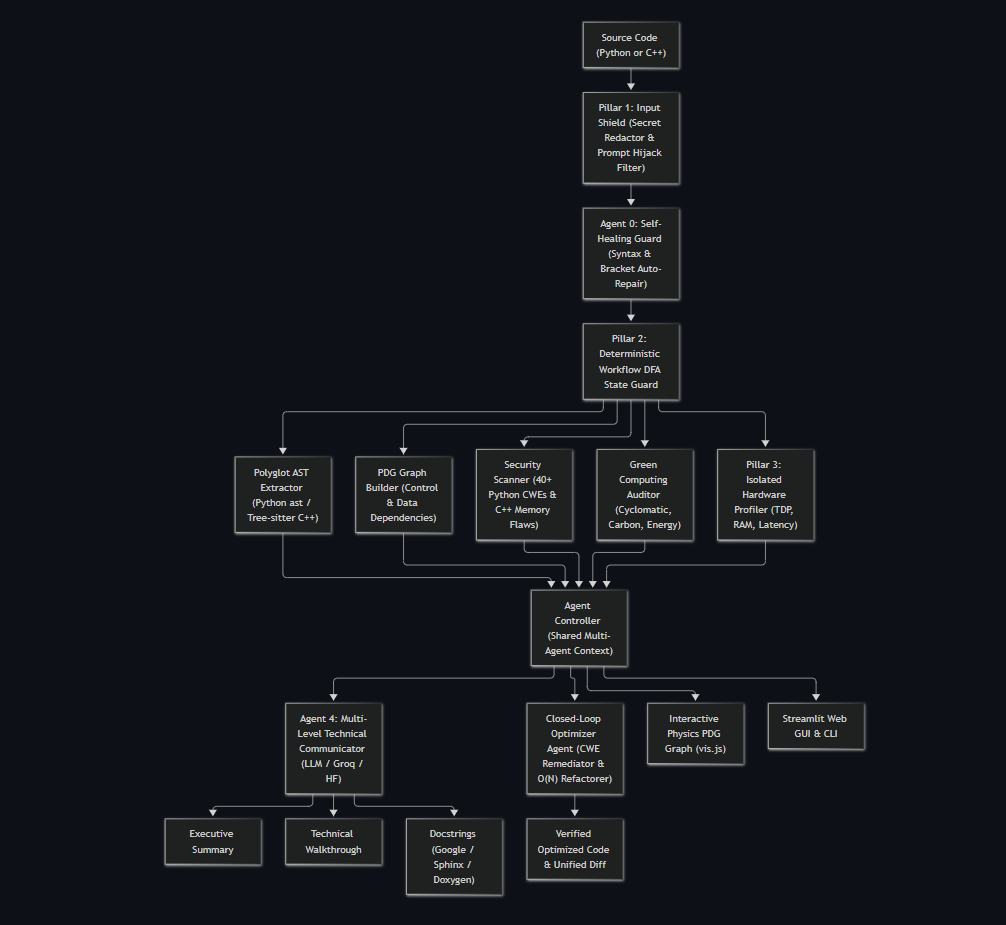 Source Code
(Python or C++)
Pillar 1: Input
Shield (Secret
Redactor &
Prompt Hijack
Filter)
Agent 0: Self-
Healing Guard
(Syntax &
Bracket Auto-
Repair)
Pillar 2:
Deterministic
Workflow DFA
State Guard
Polyglot AST
Extractor
(Python ast /
Tree-sitter C++)
PDG Graph
Builder (Control
& Data
Dependencies)
Security
Scanner (40+
Python CWEs &
C++ Memory
Flaws)
Green
Computing
Auditor
(Cyclomatic,
Carbon, Energy)
Pillar 3:
Isolated
Hardware
Profiler (TDP,
RAM, Latency)
Agent
Controller
(Shared Multi-
Agent Context)
Agent 4: Multi-
Level Technical
Communicator
(LLM / Groq /
HF)
Closed-Loop
Optimizer
Agent (CWE
Remediator &
O(N) Refactorer)
Interactive
Physics PDG
Graph (vis.js)
Streamlit Web
GUI & CLI
Executive
Summary
Technical
Walkthrough
Docstrings
(Google /
Sphinx /
Doxygen)
Verified
Optimized Code
& Unified Diff